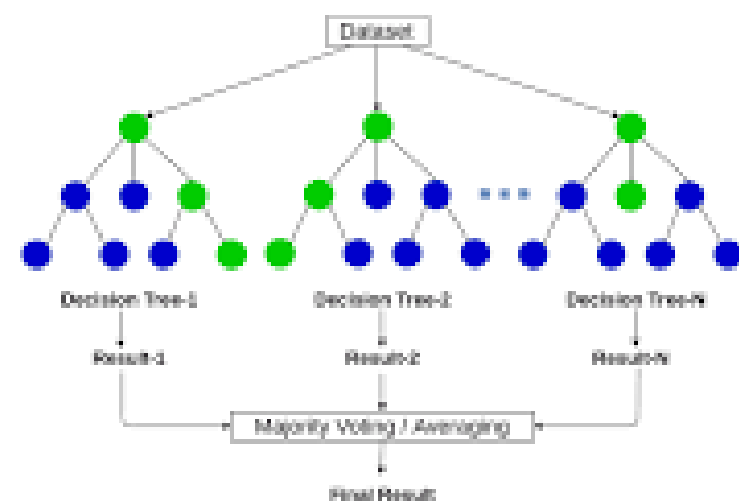 Dataset
Decision Tree-1 Decision Tree-2 Decision Tree-N
Result-1 Result-2 Result-N
Majority Voting / Averaging
Final Result